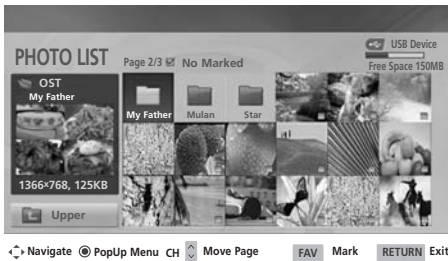 PHOTO LIST
Page 2/3 No Marked
USB Device
Free Space 150MB
OST
My Father
My Father
Mulan
Star
1366×768, 125KB
Upper
Navigate PopUp Menu CH Move Page FAV Mark RETURN Exit